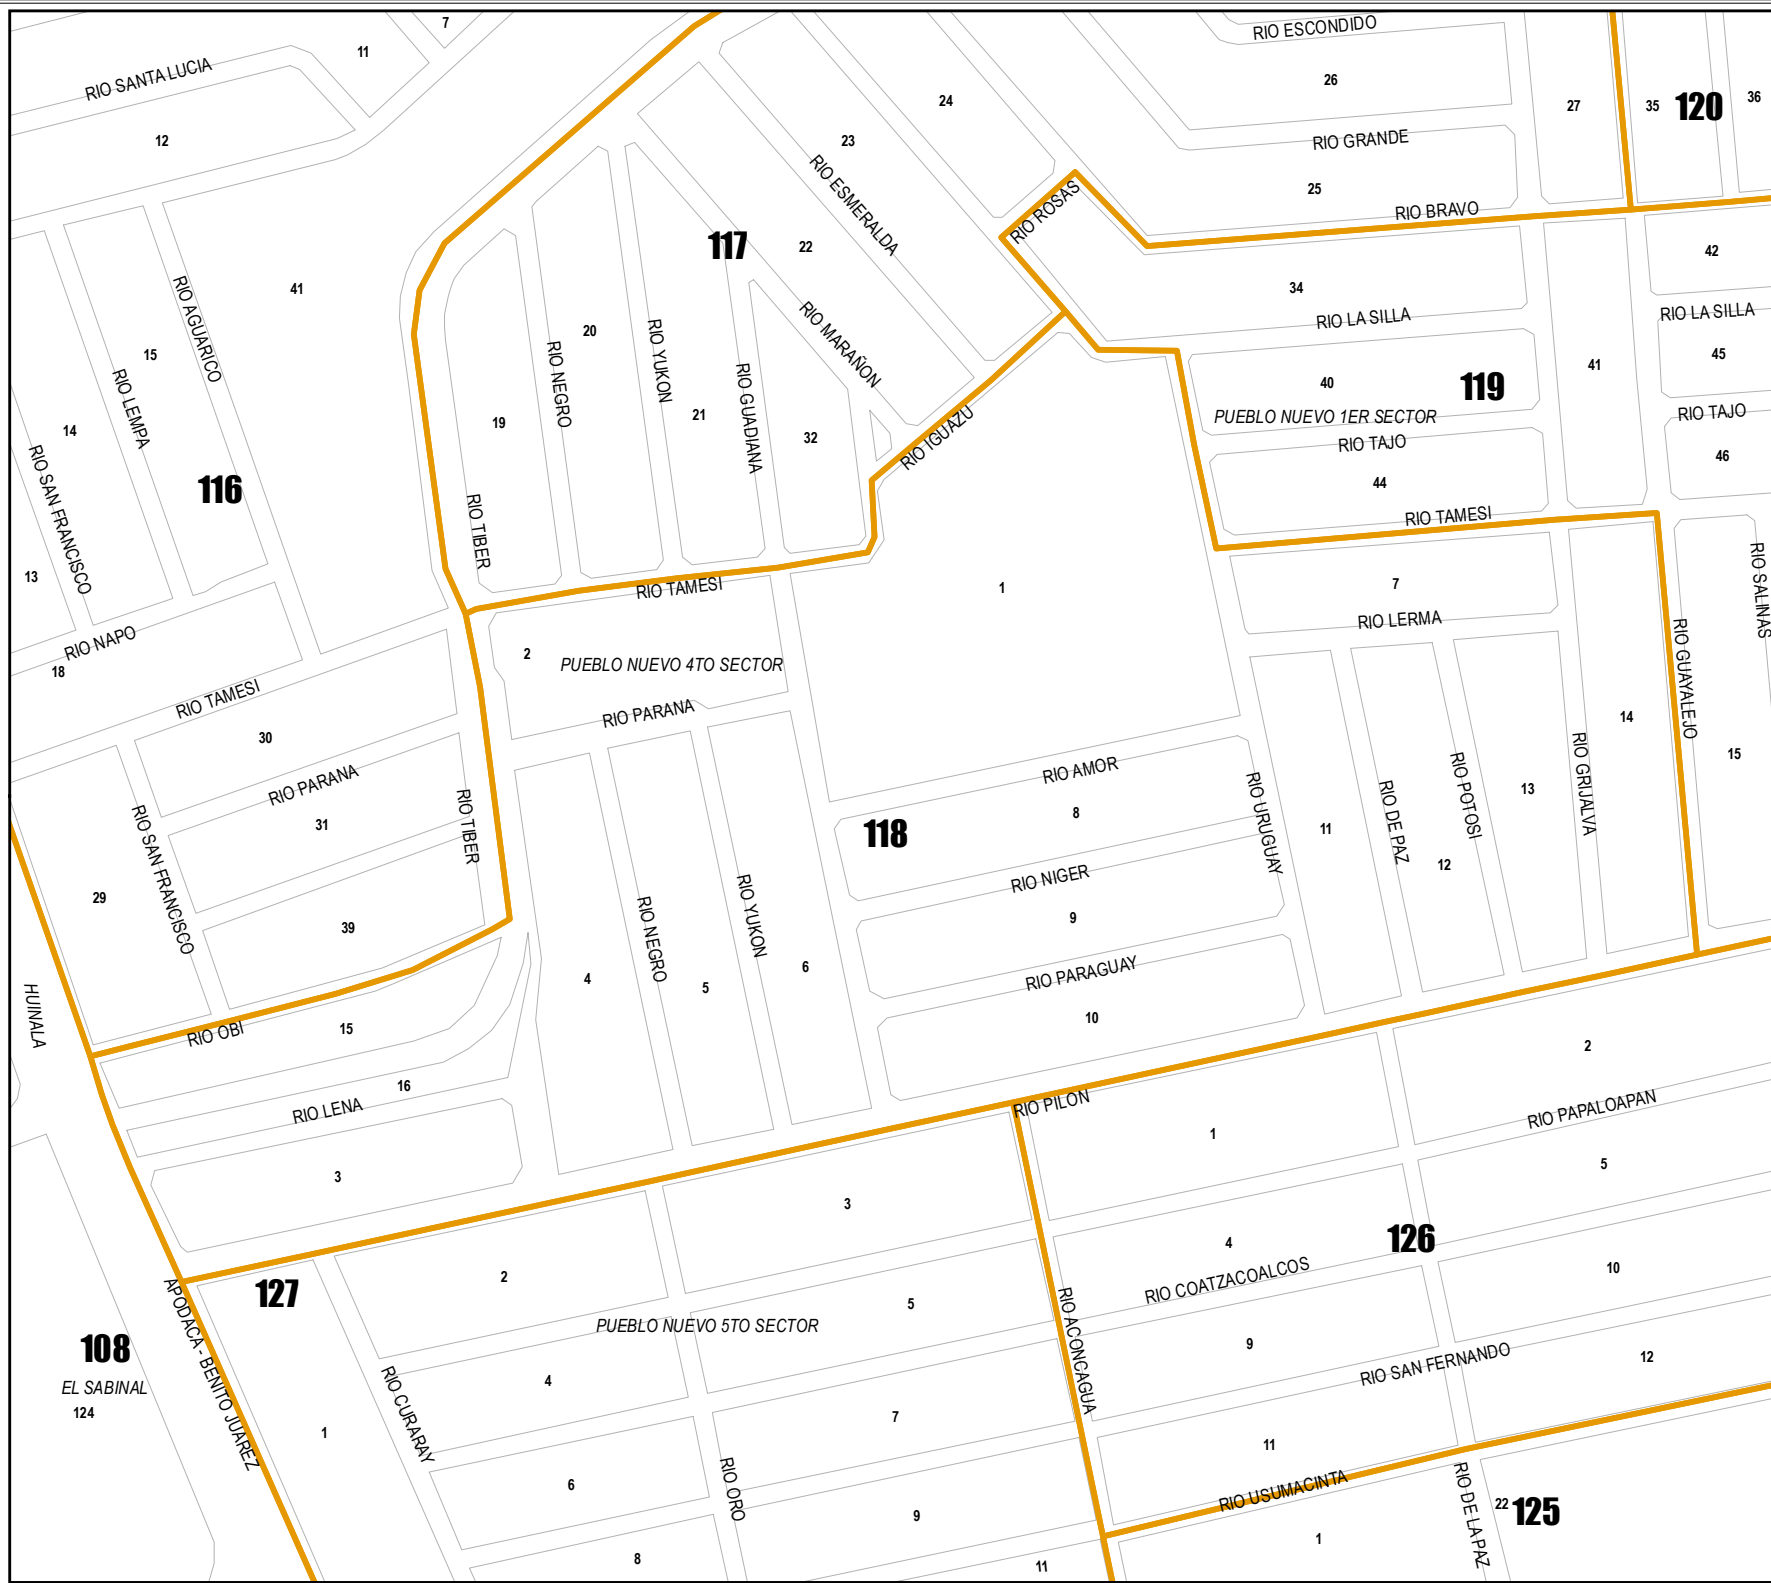 7
RIO ESCONDIDO
11
RIO SANTA LUCIA
26
24
27
35
120
36
12
23
RIO GRANDE
RIO ESMERALDA
25
RIO ROSAS
RIO BRAVO
117
22
42
41
RIO AGUARICO
34
RIO LA SILLA
RIO LA SILLA
20
RIO YUKON
RIO MARAÑON
15
RIO NEGRO
45
RIO LEMPA
RIO GUADIANA
41
40
119
PUEBLO NUEVO 1ER SECTOR
RIO TAJO
19
21
14
32
RIO IGUAZU
RIO TAJO
46
RIO SAN FRANCISCO
116
44
RIO TIBER
RIO TAMESI
13
RIO SALINAS
RIO TAMESI
1
7
RIO NAPO
RIO LERMA
2
PUEBLO NUEVO 4TO SECTOR
18
RIO GUAYALEJO
RIO TAMESI
RIO PARANA
14
30
15
RIO AMOR
RIO PARANA
RIO GRIJALVA
RIO POTOSI
13
RIO URUGUAY
RIO DE PAZ
8
RIO TIBER
31
118
11
RIO SAN FRANCISCO
12
RIO NIGER
29
RIO YUKON
9
39
RIO NEGRO
RIO PARAGUAY
6
4
5
HUINALA
10
RIO OBI
15
2
16
RIO LENA
RIO PILON
RIO PAPALOAPAN
1
5
3
3
4
126
2
RIO COATZACOALCOS
10
127
5
PUEBLO NUEVO 5TO SECTOR
RIO ACONCAGUA
108
APODACA - BENITO JUAREZ
9
12
EL SABINAL
4
RIO SAN FERNANDO
124
RIO CURARAY
7
1
11
6
RIO ORO
RIO USUMACINTA
RIO DE LA PAZ
22
125
9
1
8
11